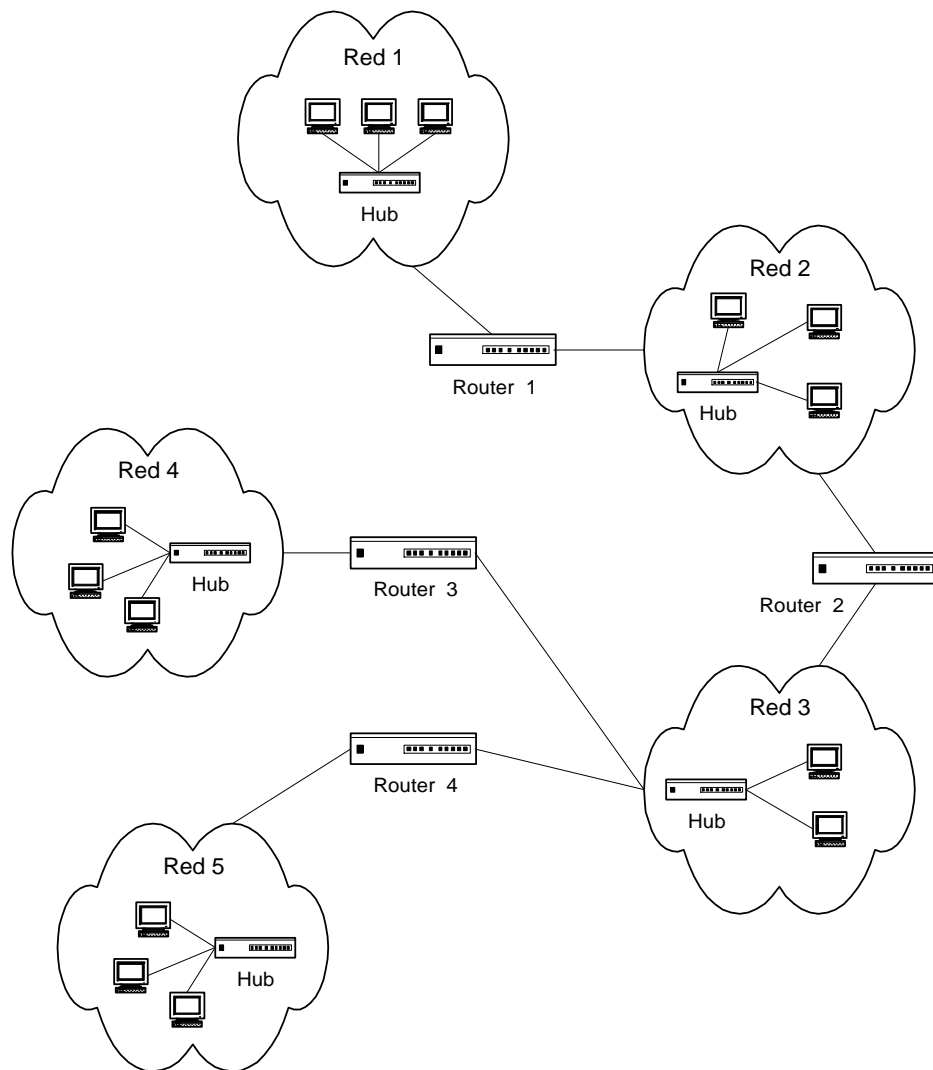 Red 1
Hub
Red 2
Router 1
Hub
Red 4
Hub
Router 3
Router 2
Red 3
Router 4
Hub
Red 5
Hub